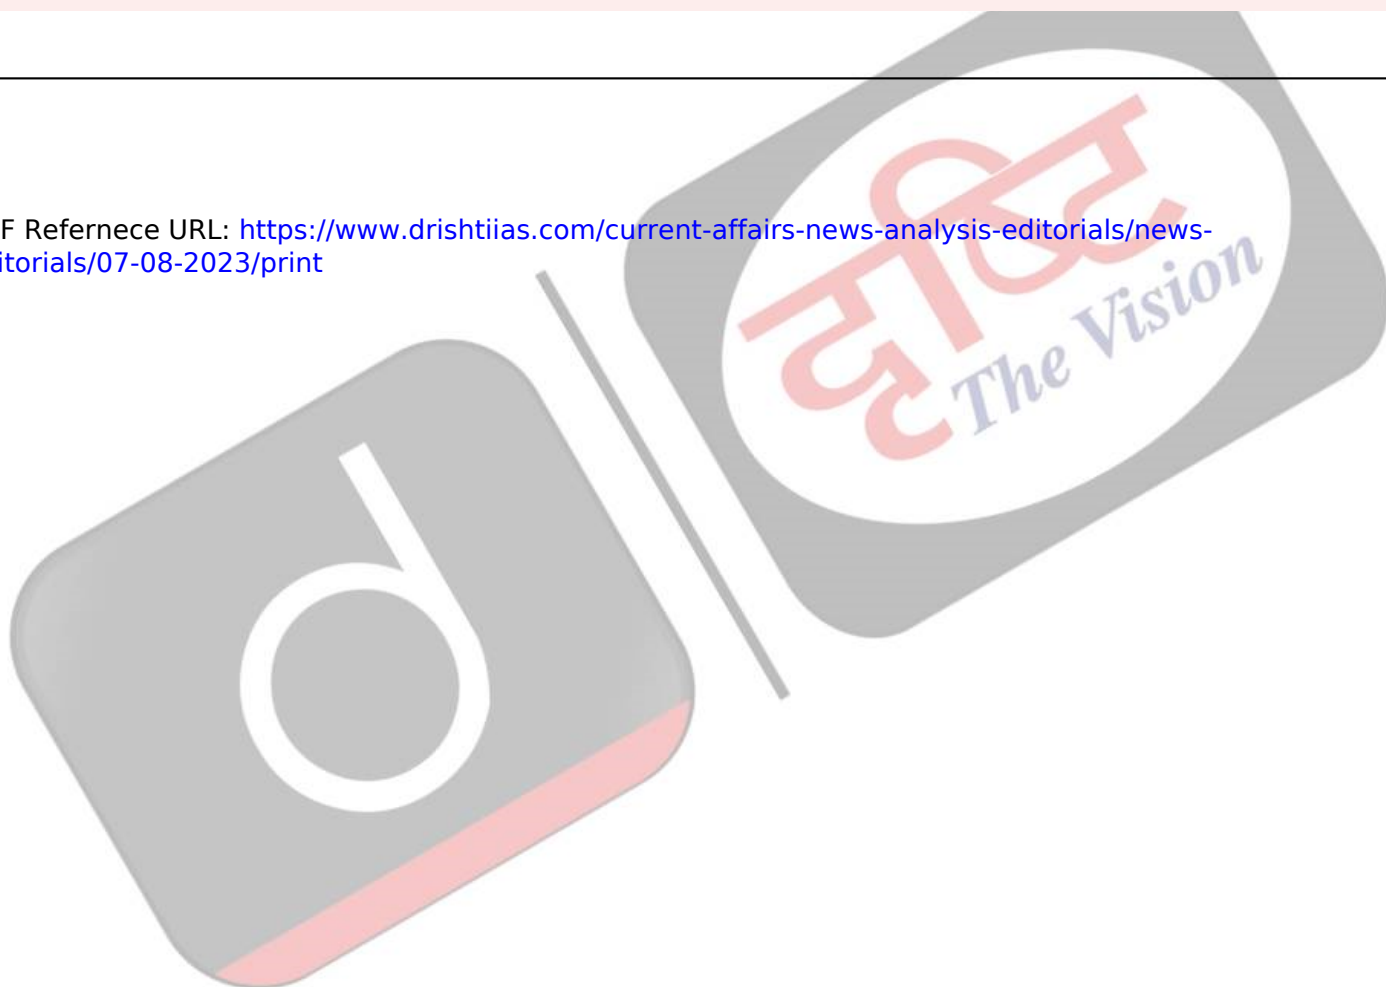 F Refernece URL: https://www.drishtiias.com/current-affairs-news-analysis-editorials/news-
itorials/07-08-2023/print
दृष्टि
The Vision
d